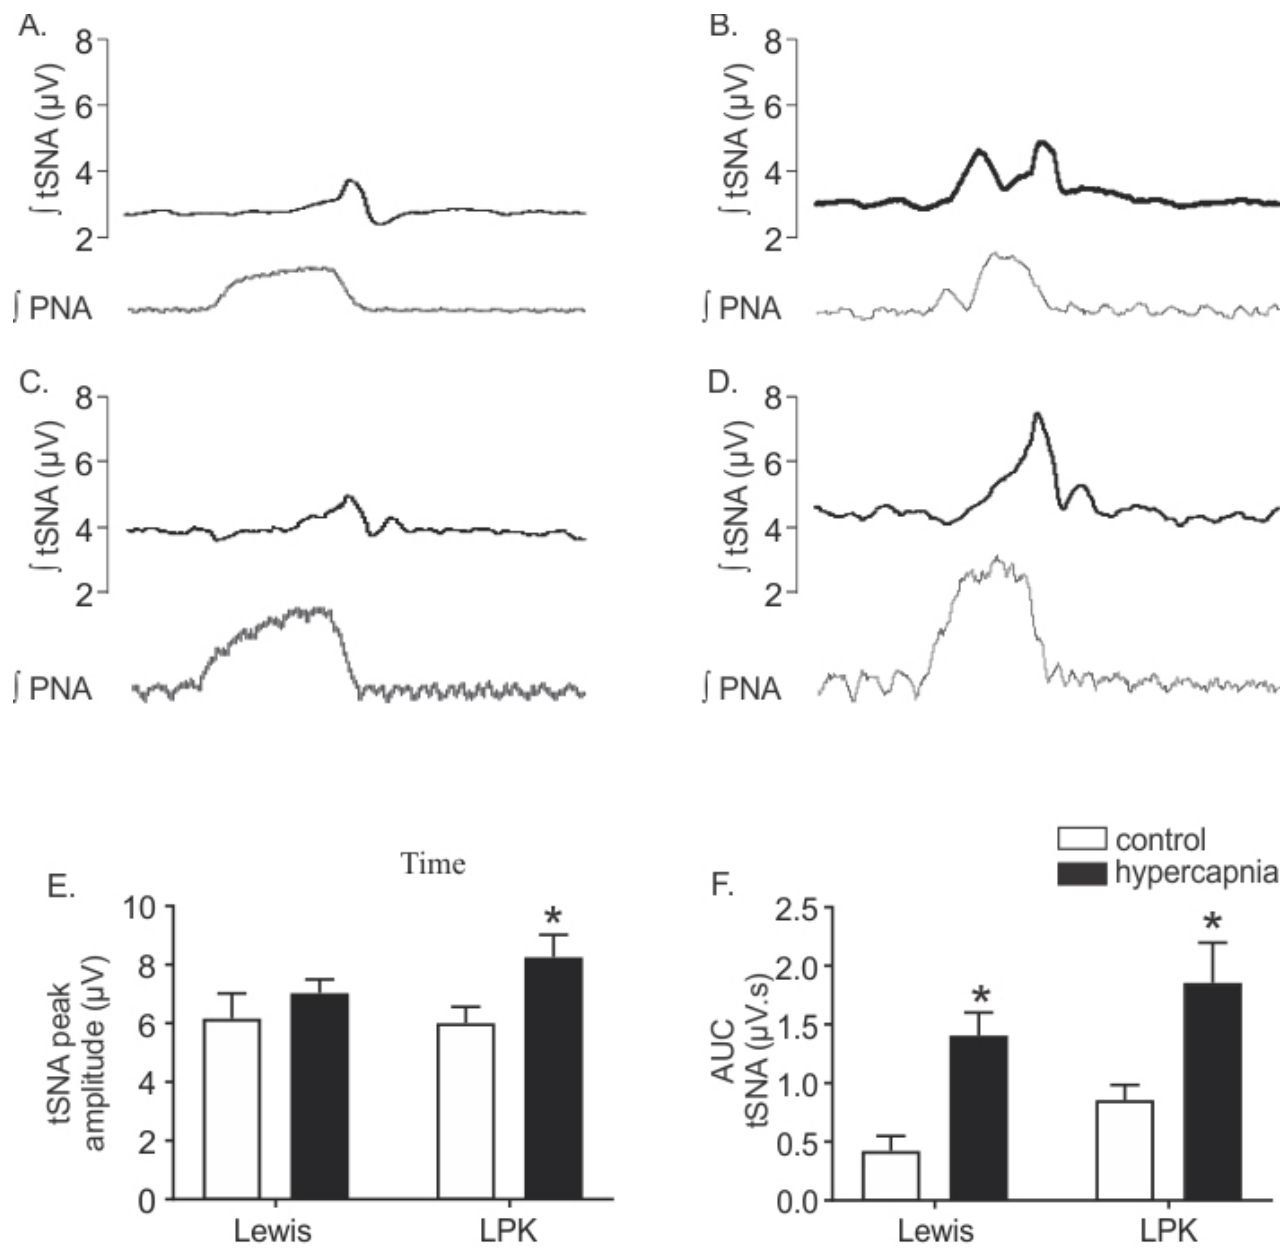 A.
8
6
4
2
∫ tSNA (µV)
∫ PNA
B.
8
6
4
2
∫ tSNA (µV)
∫ PNA
C.
8
6
4
2
∫ tSNA (µV)
∫ PNA
D.
8
6
4
2
∫ tSNA (µV)
∫ PNA
Time
control
hypercapnia
E.
10
8
6
4
2
0
tSNA peak
amplitude (µV)
*
Lewis
LPK
F.
2.5
2.0
1.5
1.0
0.5
0.0
AUC
tSNA (µV.s)
*
*
Lewis
LPK